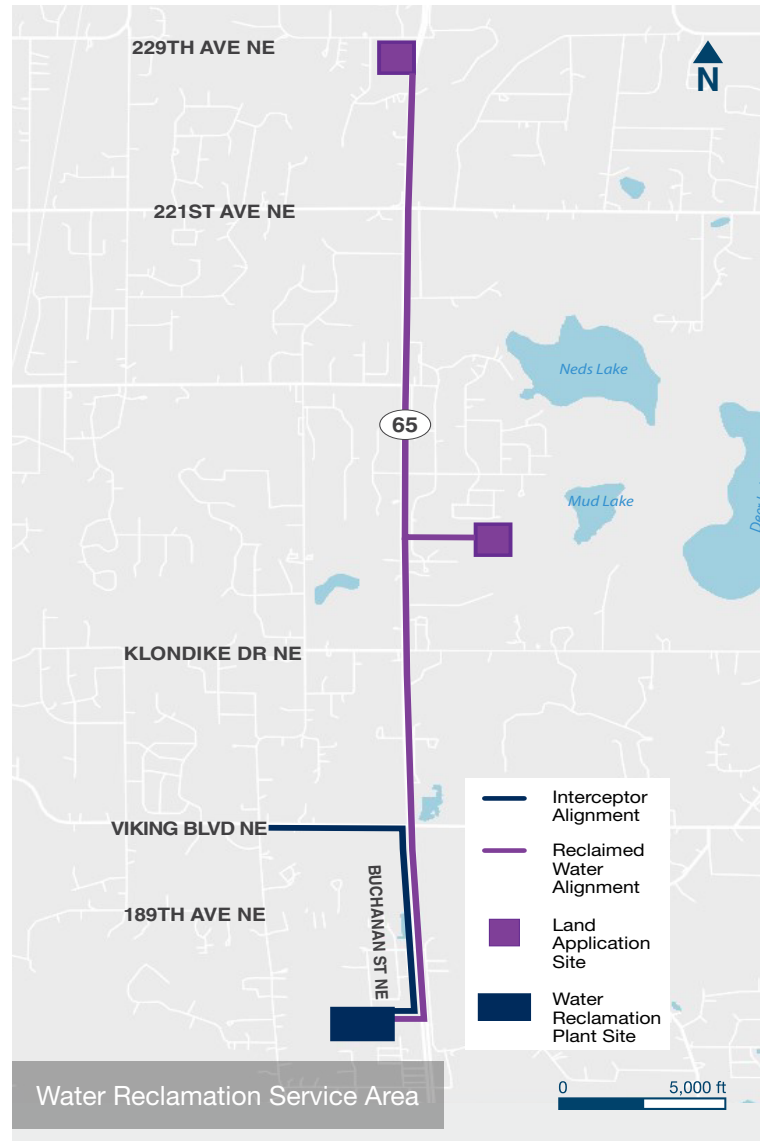 229TH AVE NE
N
221ST AVE NE
Neds Lake
65
Mud Lake
KLONDIKE DR NE
Interceptor
Alignment
Reclaimed
Water
Alignment
Land
Application
Site
Water
Reclamation
Plant Site
VIKING BLVD NE
BUCHANAN ST NE
189TH AVE NE
Water Reclamation Service Area
0 5,000 ft